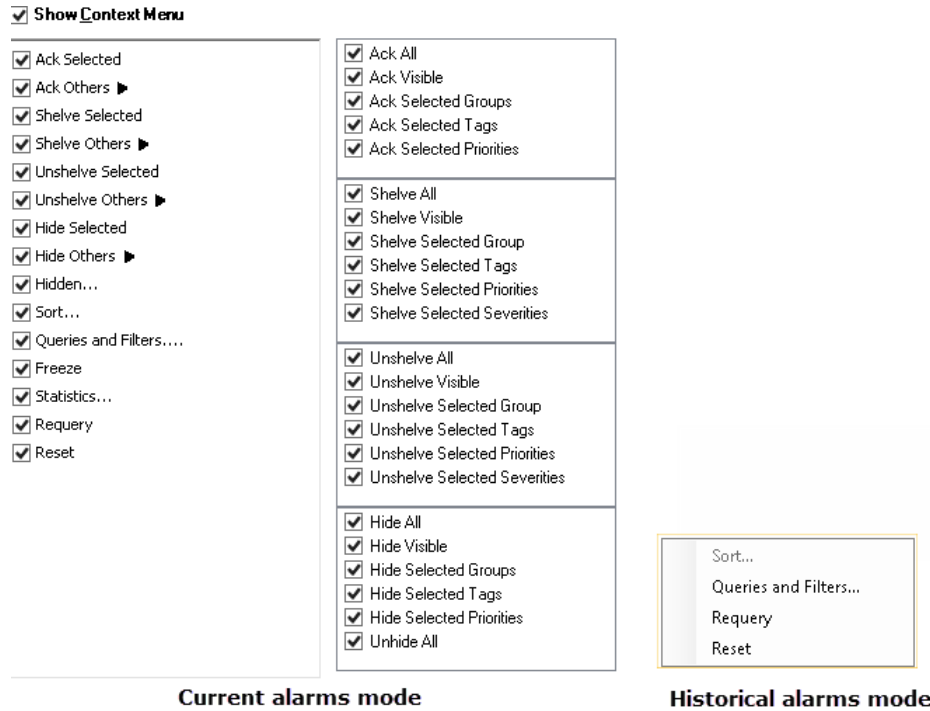 Show Context Menu
Ack Selected
Ack Others
Shelve Selected
Shelve Others
Unshelve Selected
Unshelve Others
Hide Selected
Hide Others
Hidden...
Sort...
Queries and Filters....
Freeze
Statistics...
Requery
Reset
Ack All
Ack Visible
Ack Selected Groups
Ack Selected Tags
Ack Selected Priorities
Shelve All
Shelve Visible
Shelve Selected Group
Shelve Selected Tags
Shelve Selected Priorities
Shelve Selected Severities
Unshelve All
Unshelve Visible
Unshelve Selected Group
Unshelve Selected Tags
Unshelve Selected Priorities
Unshelve Selected Severities
Hide All
Hide Visible
Hide Selected Groups
Hide Selected Tags
Hide Selected Priorities
Unhide All
Sort...
Queries and Filters...
Requery
Reset
Current alarms mode
Historical alarms mode